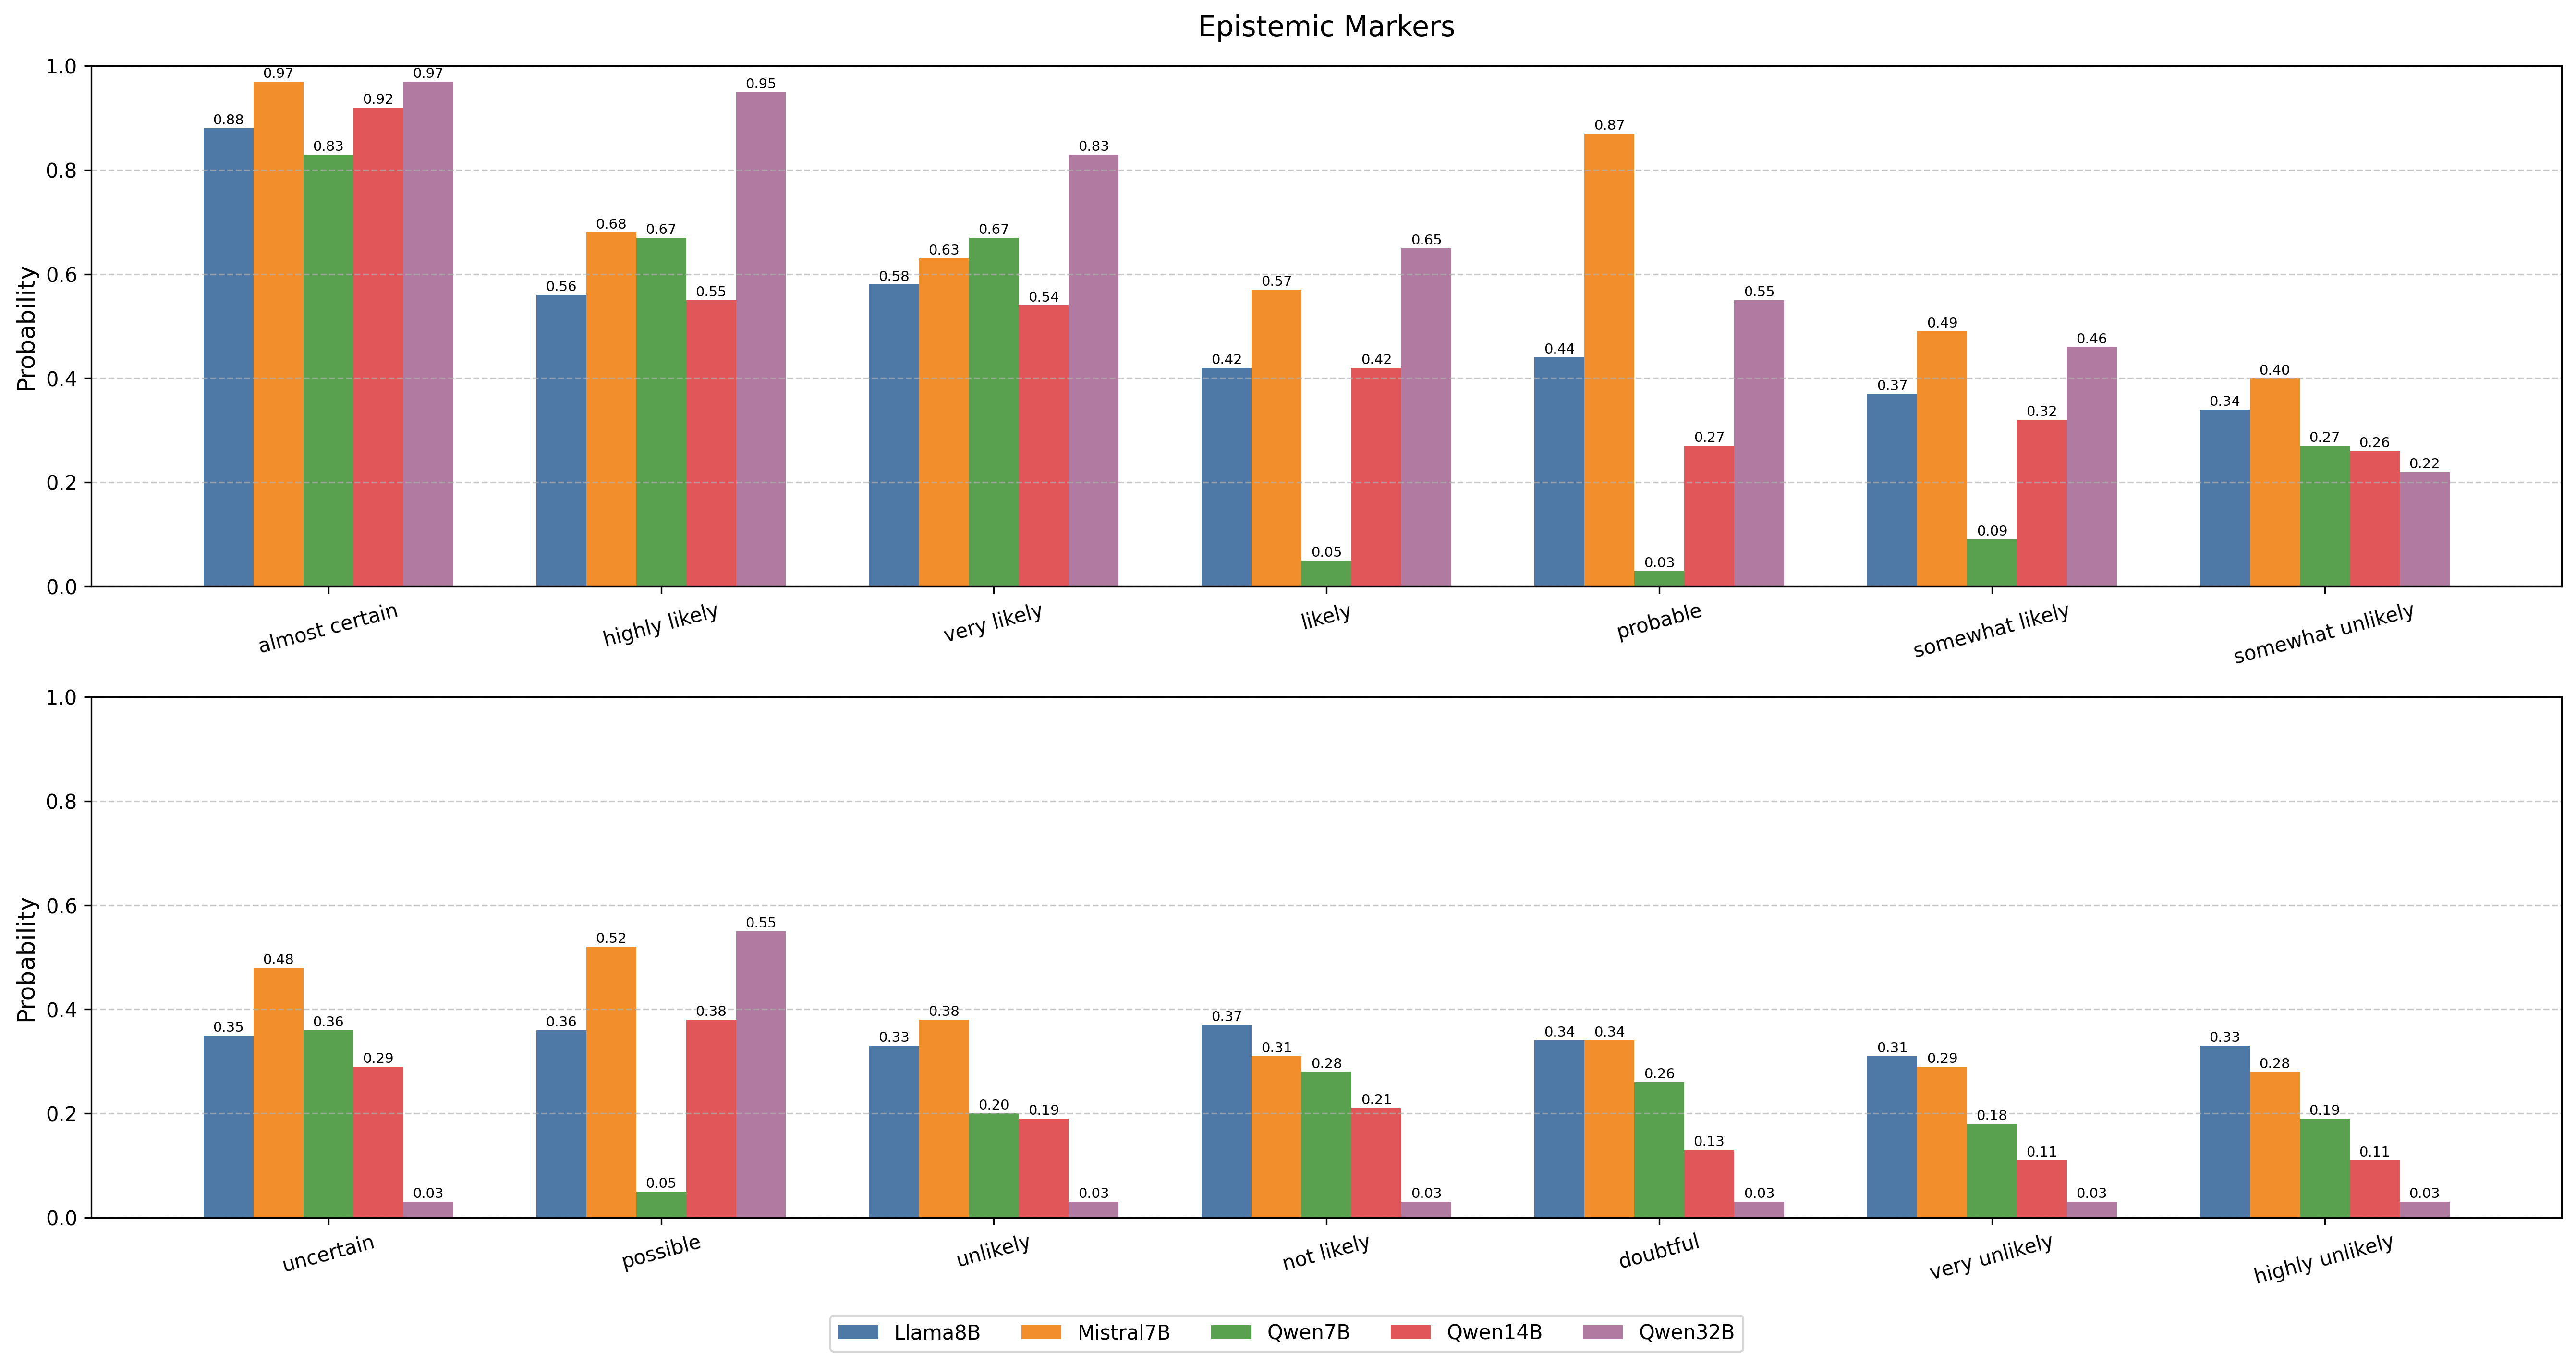 Epistemic Markers
Probability
1.0
0.8
0.6
0.4
0.2
0.0
0.88 0.97 0.83 0.92 0.97
0.56 0.68 0.67 0.55 0.95
0.58 0.63 0.67 0.54 0.83
0.42 0.57 0.05 0.42 0.65
0.44 0.87 0.03 0.27 0.55
0.37 0.49 0.09 0.32 0.46
0.34 0.40 0.27 0.26 0.22
almost certain
highly likely
very likely
likely
probable
somewhat likely
somewhat unlikely
Probability
1.0
0.8
0.6
0.4
0.2
0.0
0.35 0.48 0.36 0.29 0.03
0.36 0.52 0.05 0.38 0.55
0.33 0.38 0.20 0.19 0.03
0.37 0.31 0.28 0.21 0.03
0.34 0.34 0.26 0.13 0.03
0.31 0.29 0.18 0.11 0.03
0.33 0.28 0.19 0.11 0.03
uncertain
possible
unlikely
not likely
doubtful
very unlikely
highly unlikely
Llama8B
Mistral7B
Qwen7B
Qwen14B
Qwen32B